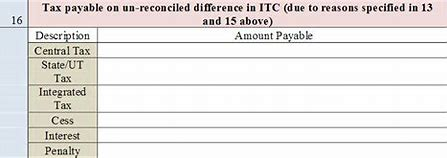 Tax payable on un-reconciled difference in ITC (due to reasons specified in 13
16 and 15 above)
Description Amount Payable
Central Tax
State/UT
Tax
Integrated
Tax
Cess
Interest
Penalty